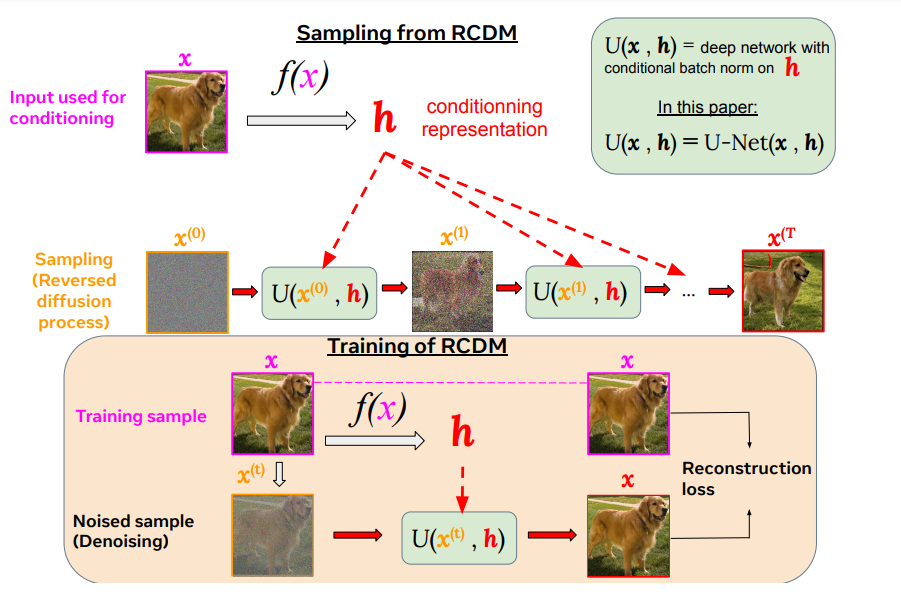 Sampling from RCDM
x
Input used for
conditioning
f(x)
h
conditionning
representation
U(x , h) = deep network with
conditional batch norm on h
In this paper:
U(x , h) = U-Net(x , h)
Sampling
(Reversed
diffusion
process)
x(0)
U(x(0) , h)
x(1)
U(x(1) , h)
...
x(T
Training of RCDM
x
x
Training sample
f(x)
h
x(t)
Reconstruction
loss
x
Noised sample
(Denoising)
U(x(t) , h)